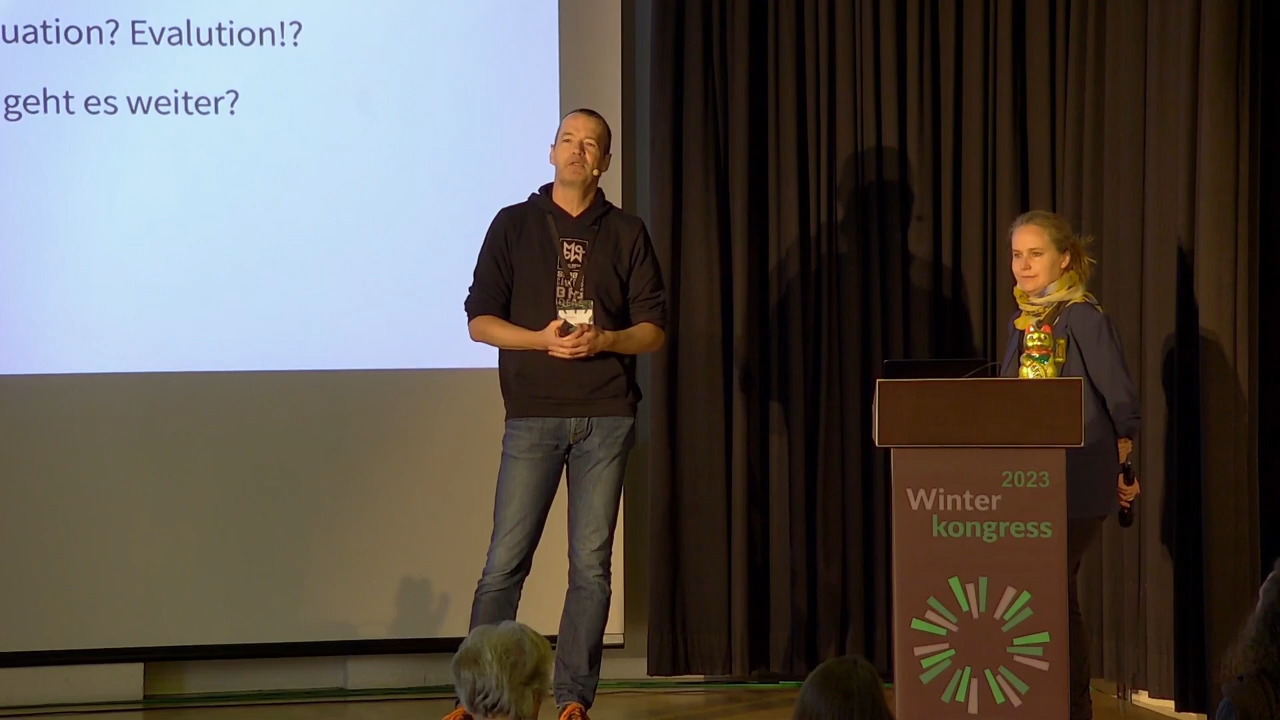 uation? Evalution!?
geht es weiter?
2023
Winter
kongress